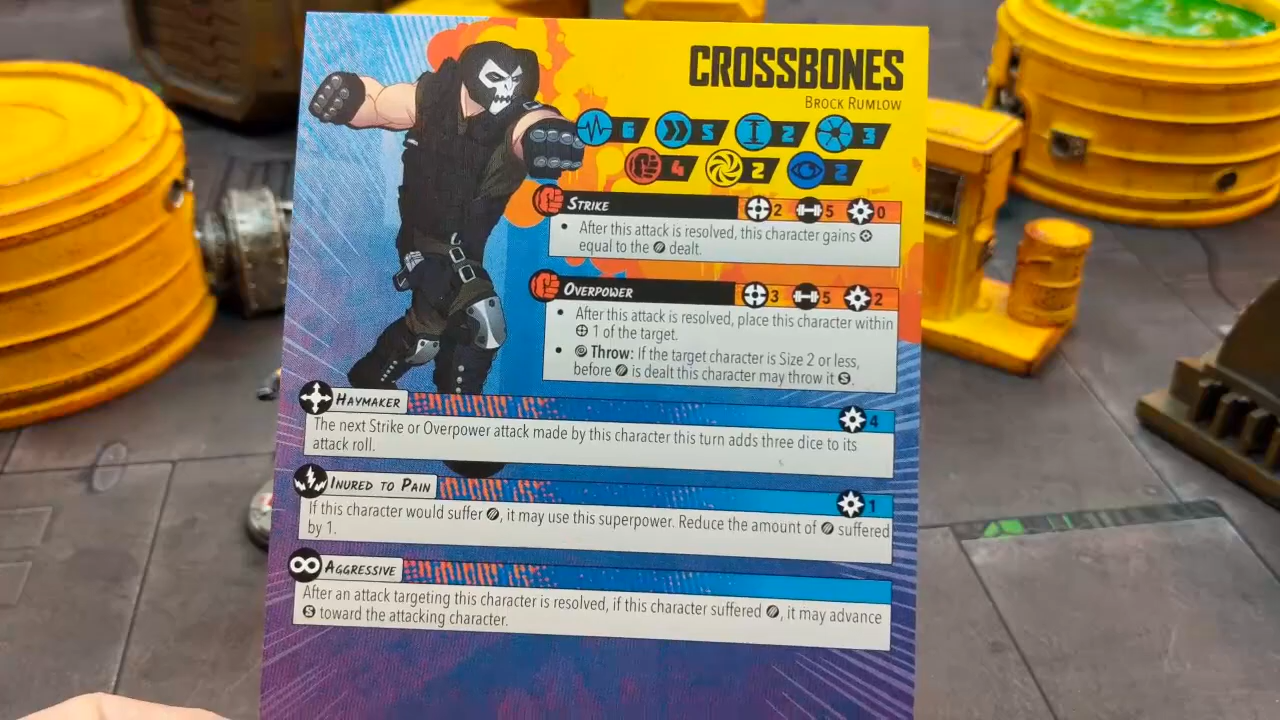 CROSSBONES
BROCK RUMLOW
6 5 2 3
4 2 2
STRIKE 2 5 0
• After this attack is resolved, this character gains
equal to the dealt.
OVERPOWER 3 5 2
• After this attack is resolved, place this character within
1 of the target.
• Throw: If the target character is Size 2 or less,
before is dealt this character may throw it S.
HAYMAKER 4
The next Strike or Overpower attack made by this character this turn adds three dice to its
attack roll.
INURED TO PAIN 1
If this character would suffer , it may use this superpower. Reduce the amount of suffered
by 1.
AGGRESSIVE
After an attack targeting this character is resolved, if this character suffered , it may advance
S toward the attacking character.